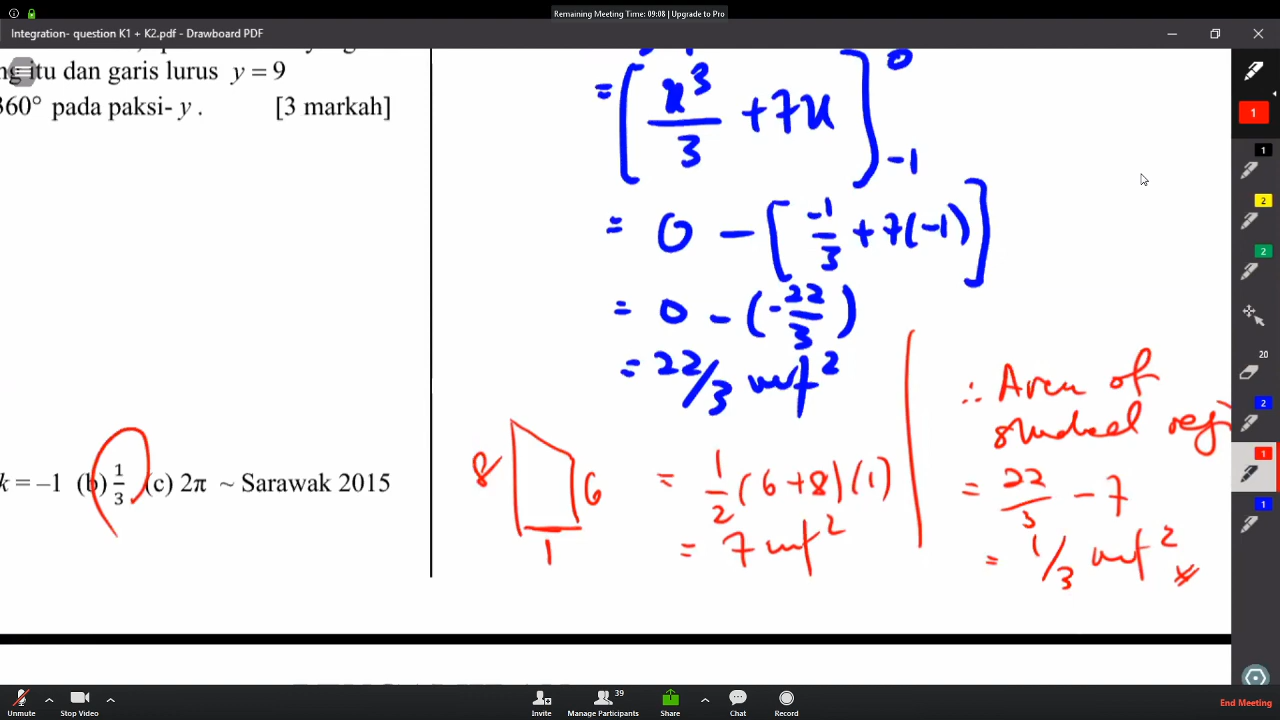 Remaining Meeting Time: 09:08 | Upgrade to Pro
Integration- question K1 + K2.pdf - Drawboard PDF
ng itu dan garis lurus y = 9
360° pada paksi- y . [3 markah]
= [ x³/3 + 7x ] 0 -1
= 0 - [ -1/3 + 7(-1) ]
= 0 - (-22/3)
= 22/3 unit²
8 6 1
= 1/2 (6+8)(1)
= 7 unit²
∴ Area of
shaded reg
= 22/3 - 7
= 1/3 unit²
k = –1 (b) 1/3 (c) 2π ~ Sarawak 2015
1
1
2
2
20
2
1
1
Unmute
Stop Video
Invite
39
Manage Participants
Share
Chat
Record
End Meeting